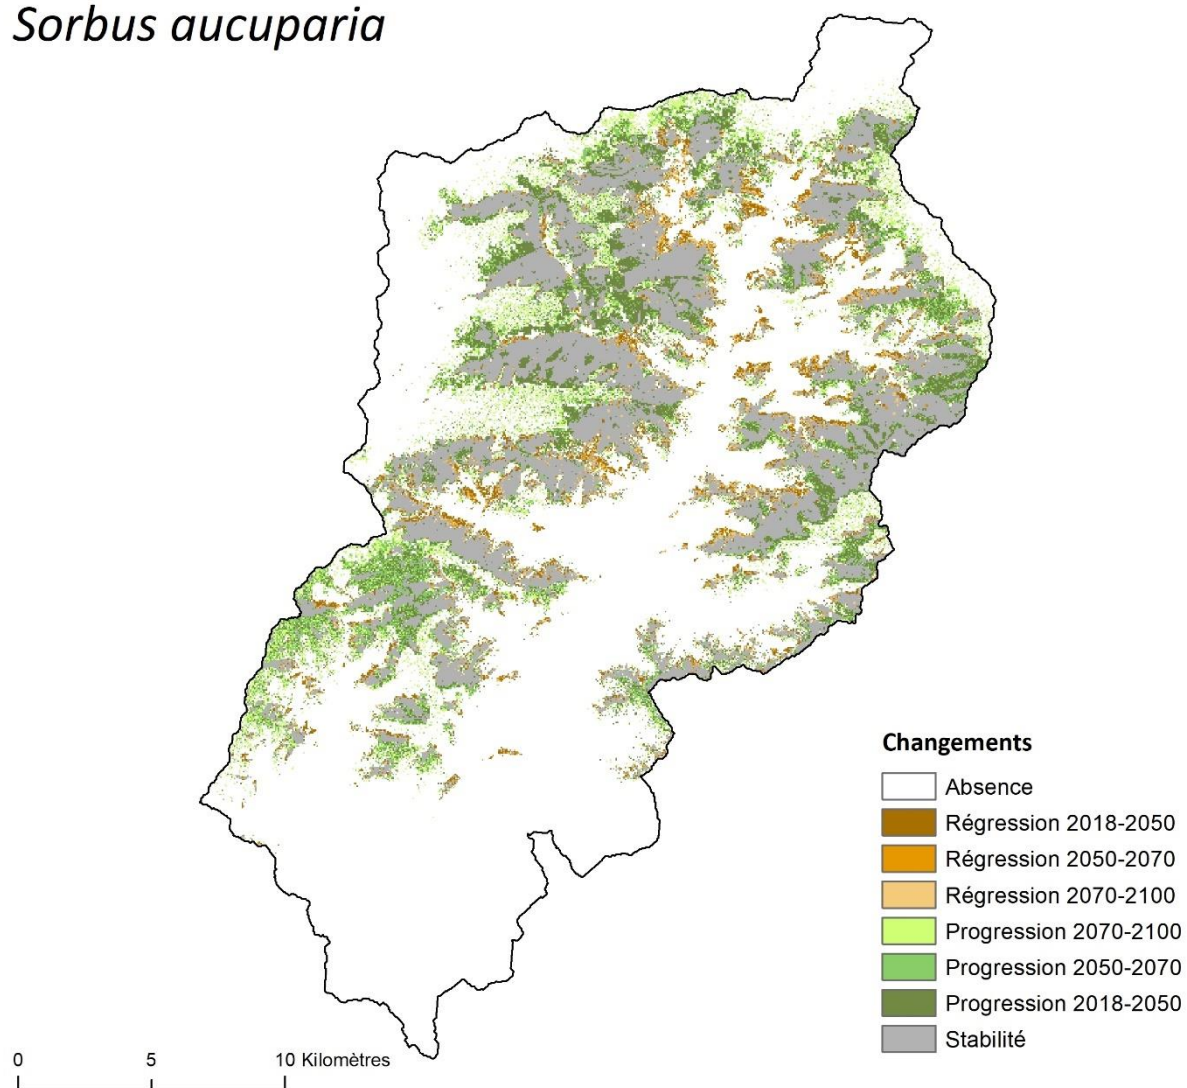 Sorbus aucuparia
Changements
Absence
Régression 2018-2050
Régression 2050-2070
Régression 2070-2100
Progression 2070-2100
Progression 2050-2070
Progression 2018-2050
Stabilité
0 5 10 Kilomètres